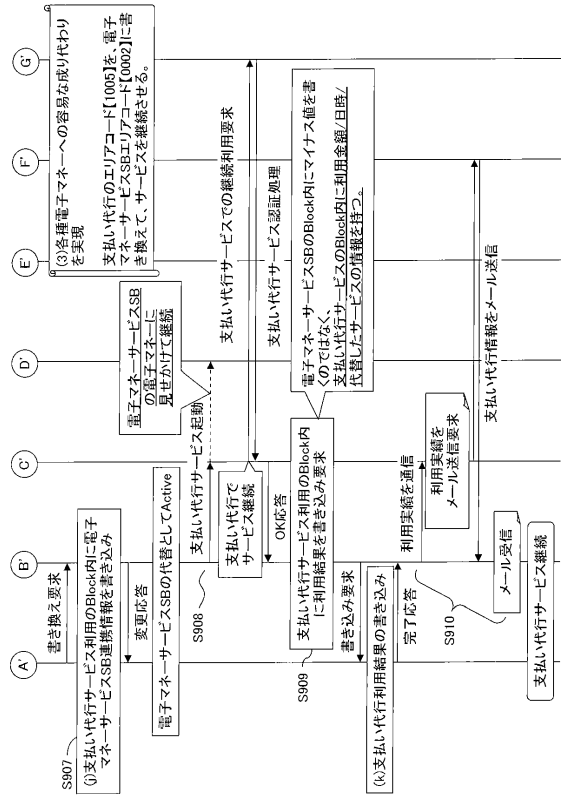 A'
B'
C'
D'
E'
F'
G'
S907
書き換え要求
(j)支払い代行サービス利用のBlock内に電子
マネーサービスSB連携情報を書き込み
変更応答
電子マネーサービスSBの代替としてActive
(3)各種電子マネーへの容易な成り代わり
を実現
支払い代行のエリアコード【1005】を、電子
マネーサービスSBエリアコード【0002】に書
き換えて、サービスを継続させる。
電子マネーサービスSB
の電子マネーに
見せかけて継続
S908
支払い代行サービス起動
支払い代行サービスでの継続利用要求
支払い代行で
サービス継続
支払い代行サービス認証処理
OK応答
S909
支払い代行サービス利用のBlock内
に利用結果を書き込み要求
電子マネーサービスSBのBlock内にマイナス値を書
くのではなく、
支払い代行サービスのBlock内に利用金額/日時/
代替したサービスの情報を持つ。
書き込み要求
(k)支払い代行利用結果の書き込み
完了応答
利用実績を通信
S910
利用実績を
メール送信要求
支払い代行情報をメール送信
メール受信
支払い代行サービス継続